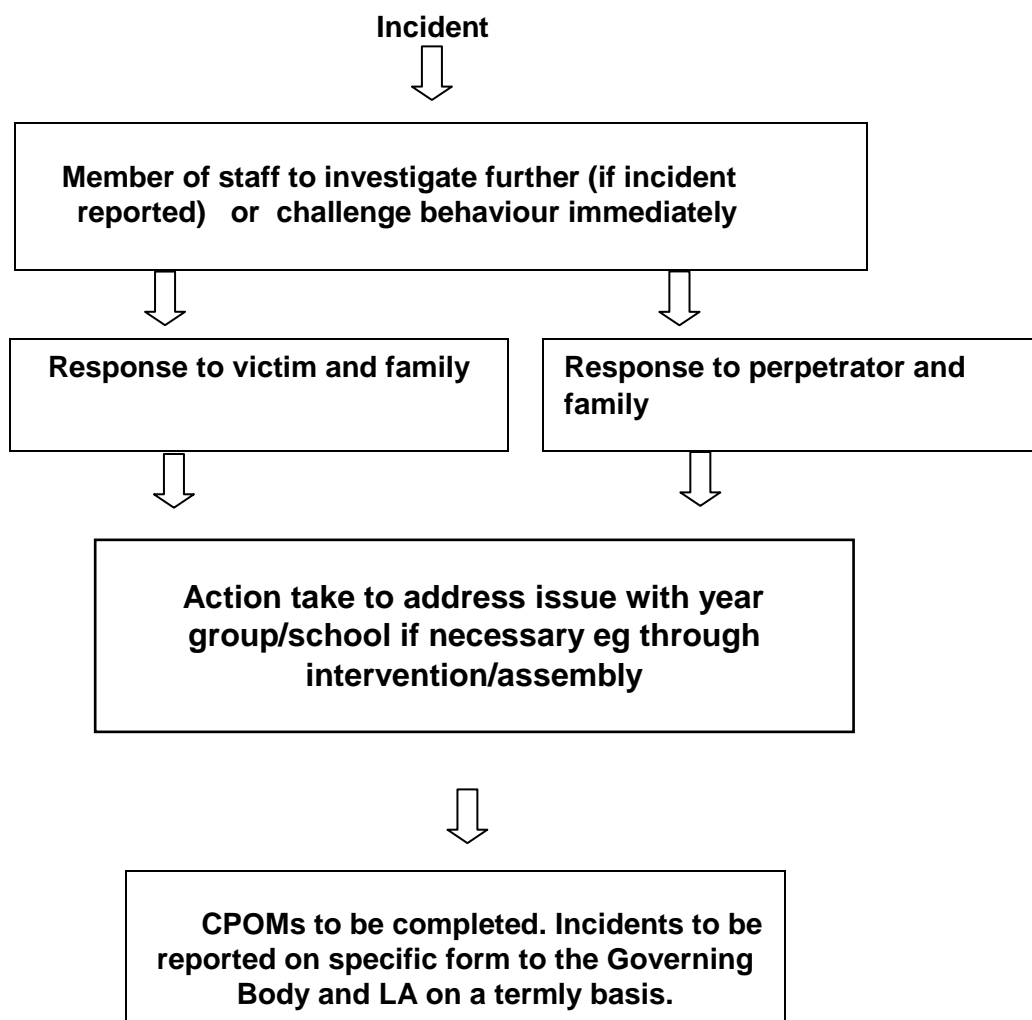 Incident
Member of staff to investigate further (if incident
reported) or challenge behaviour immediately
Response to victim and family
Response to perpetrator and
family
Action take to address issue with year
group/school if necessary eg through
intervention/assembly
CPOMs to be completed. Incidents to be
reported on specific form to the Governing
Body and LA on a termly basis.